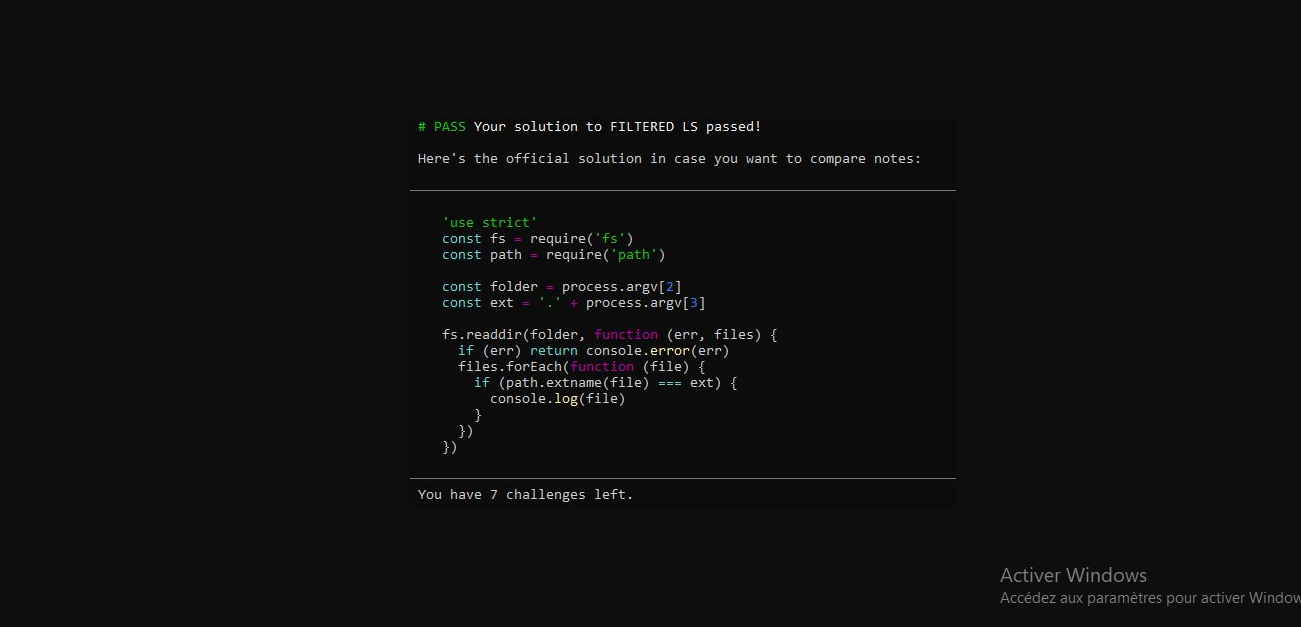 # PASS Your solution to FILTERED LS passed!
Here's the official solution in case you want to compare notes:
'use strict'
const fs = require('fs')
const path = require('path')
const folder = process.argv[2]
const ext = '.' + process.argv[3]
fs.readdir(folder, function (err, files) {
if (err) return console.error(err)
files.forEach(function (file) {
if (path.extname(file) === ext) {
console.log(file)
}
})
})
You have 7 challenges left.
Activer Windows
Accédez aux paramètres pour activer Window